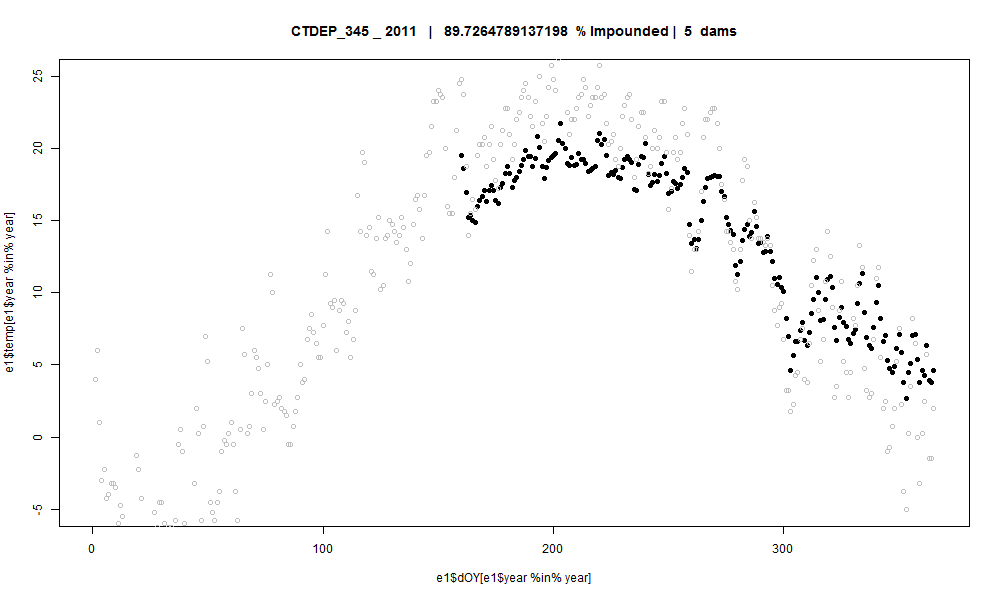 CTDEP_345 _ 2011 | 89.7264789137198 % Impounded | 5 dams
e1$temp[e1$year %in% year]
25
20
15
10
5
0
-5
0 100 200 300
e1$dOY[e1$year %in% year]